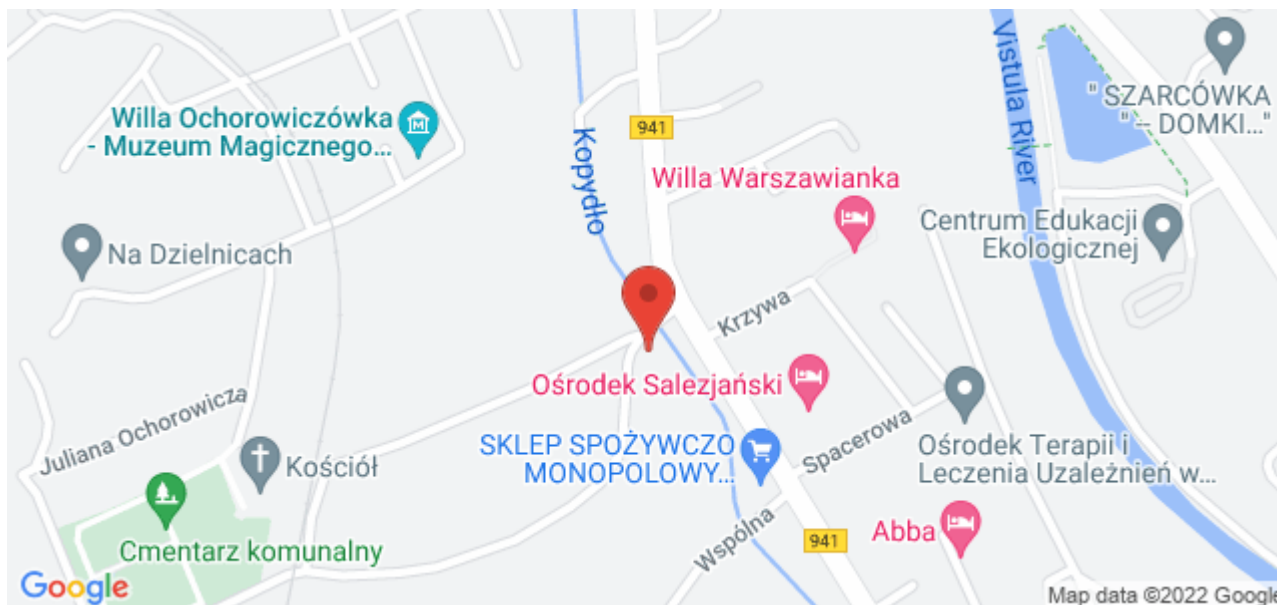 Vistula River
" SZARCÓWKA
" -- DOMKI..."
Willa Ochorowiczówka
- Muzeum Magicznego...
941
Kopydło
Willa Warszawianka
Centrum Edukacji
Ekologicznej
Na Dzielnicach
Krzywa
Ośrodek Salezjański
Juliana Ochorowicza
Spacerowa
SKLEP SPOŻYWCZO
MONOPOLOWY...
Ośrodek Terapii i
Leczenia Uzależnień w...
Kościół
Wspólna
Abba
941
Cmentarz komunalny
Google
Map data ©2022 Google